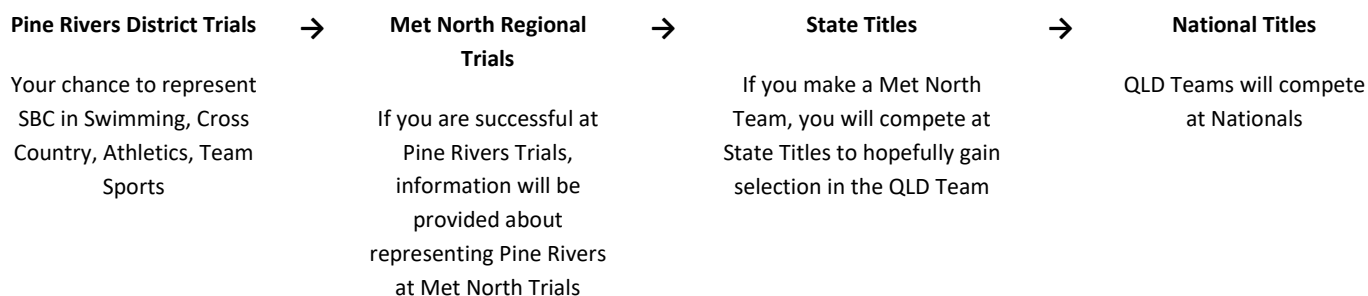 Pine Rivers District Trials
Your chance to represent
SBC in Swimming, Cross
Country, Athletics, Team
Sports
→
Met North Regional
Trials
If you are successful at
Pine Rivers Trials,
information will be
provided about
representing Pine Rivers
at Met North Trials
→
State Titles
If you make a Met North
Team, you will compete at
State Titles to hopefully gain
selection in the QLD Team
→
National Titles
QLD Teams will compete
at Nationals